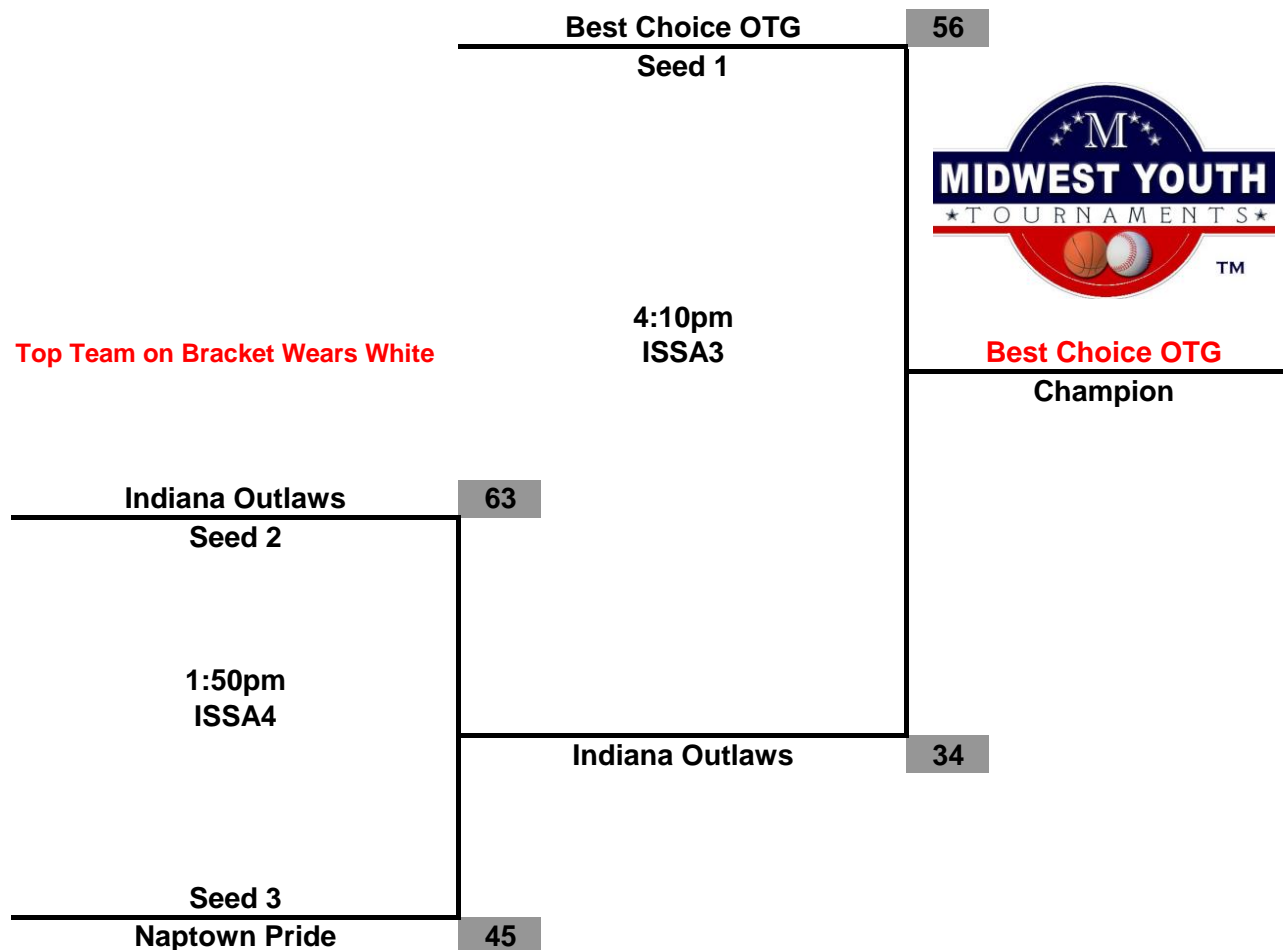 Best Choice OTG 56
Seed 1
M
MIDWEST YOUTH
TOURNAMENTS
TM
4:10pm
Top Team on Bracket Wears White ISSA3 Best Choice OTG
Champion
Indiana Outlaws 63
Seed 2
1:50pm
ISSA4
Indiana Outlaws 34
Seed 3
Naptown Pride 45